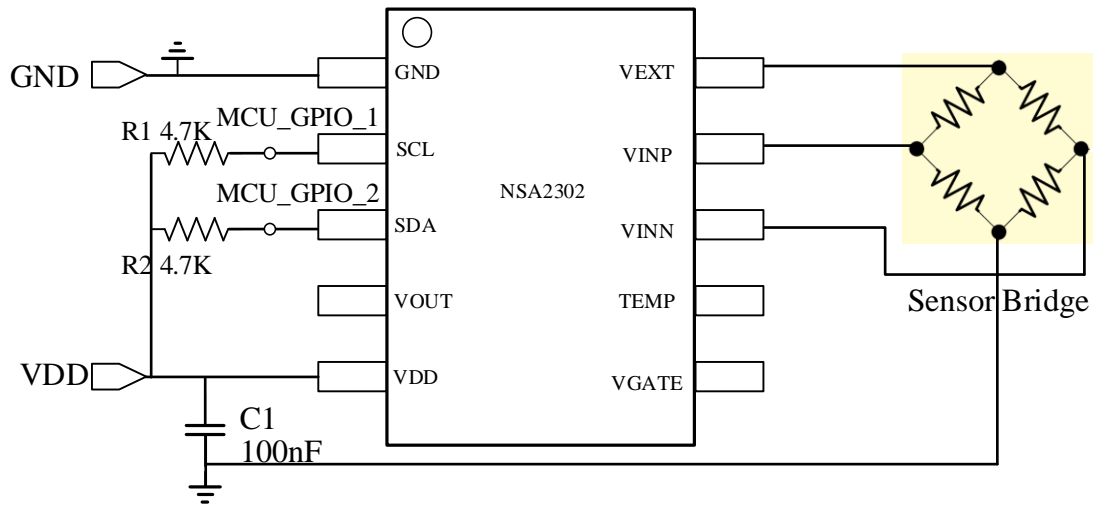 GND
GND
VEXT
MCU_GPIO_1
R1 4.7K
SCL
VINP
NSA2302
MCU_GPIO_2
SDA
VINN
R2 4.7K
VOUT
TEMP
Sensor Bridge
VDD
VDD
VGATE
C1
100nF